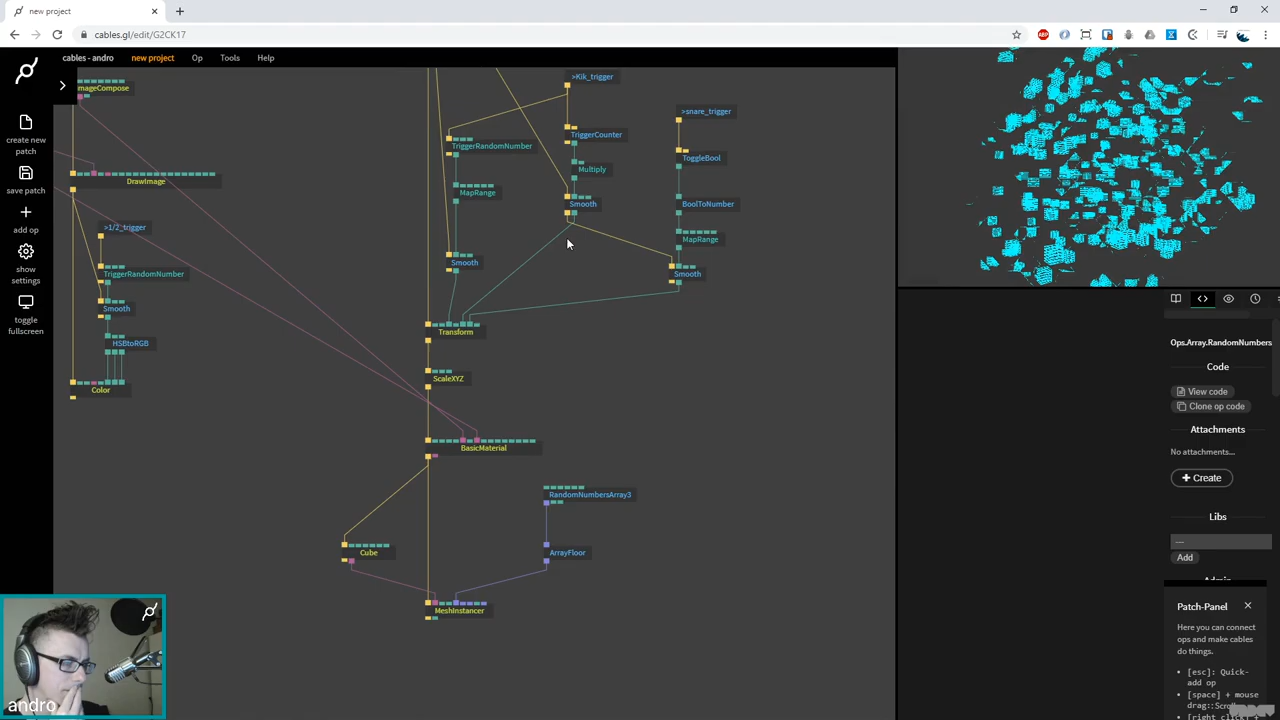 new project
cables.gl/edit/G2CK17
cables - andro
new project
Op
Tools
Help
create new
patch
save patch
add op
show
settings
toggle
fullscreen
mageCompose
DrawImage
>1/2_trigger
TriggerRandomNumber
Smooth
HSBtoRGB
Color
>Kik_trigger
TriggerCounter
TriggerRandomNumber
Multiply
MapRange
Smooth
Smooth
>snare_trigger
ToggleBool
BoolToNumber
MapRange
Smooth
Transform
ScaleXYZ
BasicMaterial
RandomNumbersArray3
Cube
ArrayFloor
MeshInstancer
andro
Ops.Array.RandomNumbers
Code
View code
Clone op code
Attachments
No attachments...
+ Create
Libs
---
Add
Patch-Panel
Here you can connect
ops and make cables
do things.
• [esc]: Quick-
add op
• [space] + mouse
drag::Scroll
• [right click] +